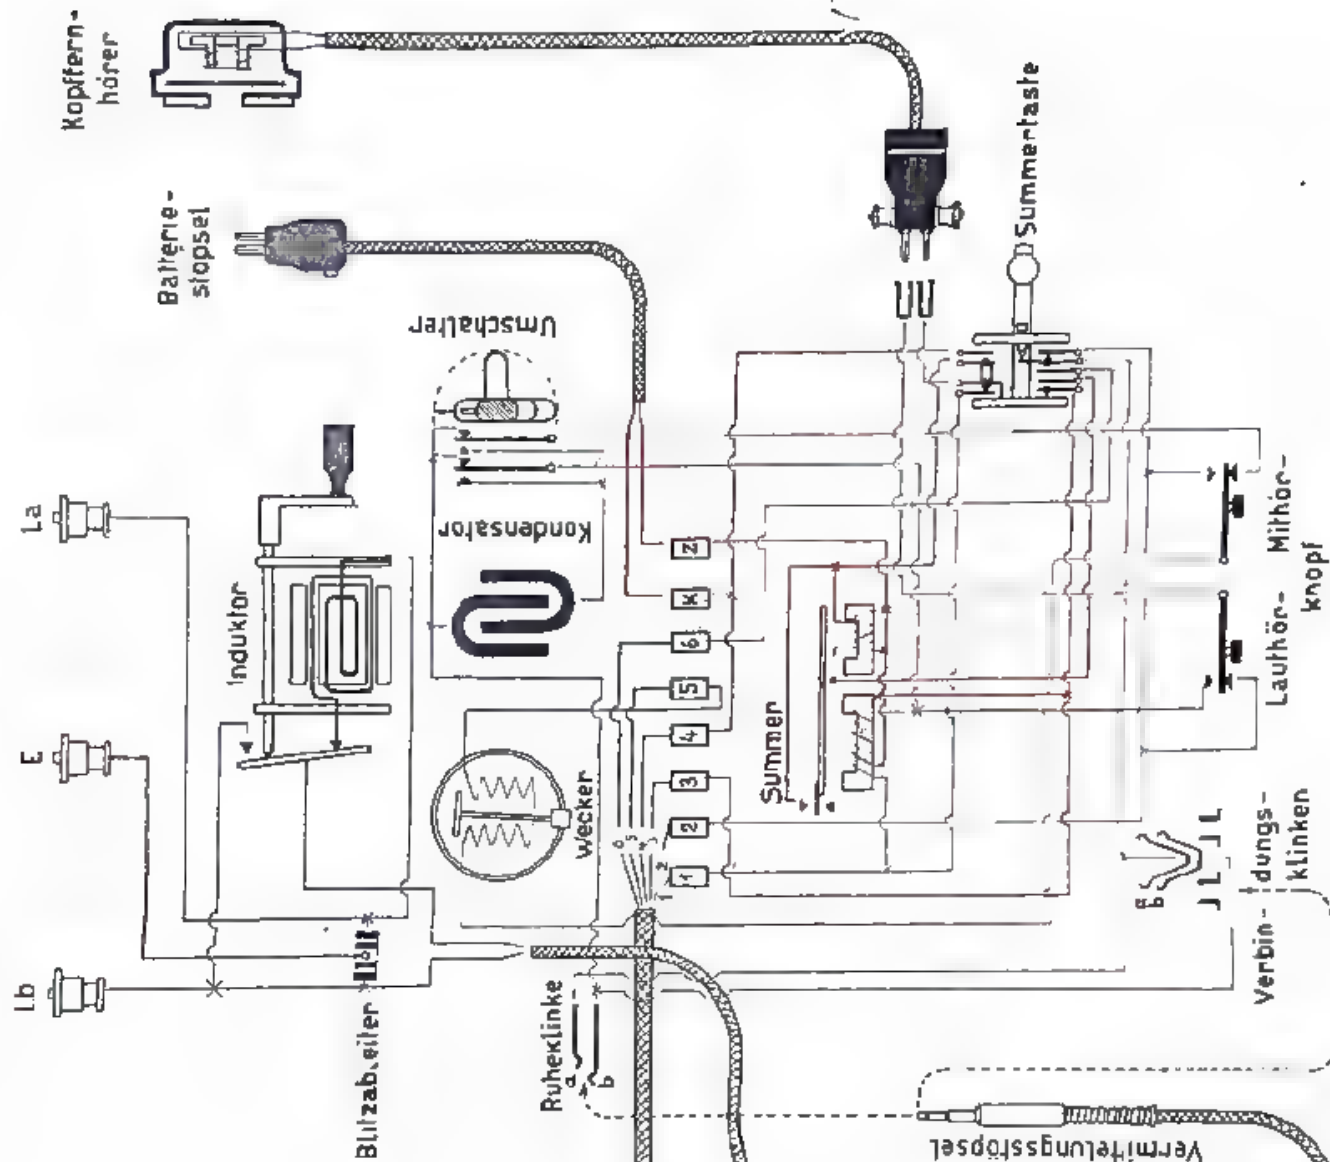 Kopffern-
hörer
Batterie-
stöpsel
Umschalter
Summertaste
La
Induktor
Kondensator
E
Wecker
Z
K
6
5
4
3
2
1
Summer
Mithör-
knopf
Lauthör-
Lb
Blitzableiter
Ruheklinke
a
b
a
b
Verbin-
dungs-
klinken
Vermittelungsstöpsel